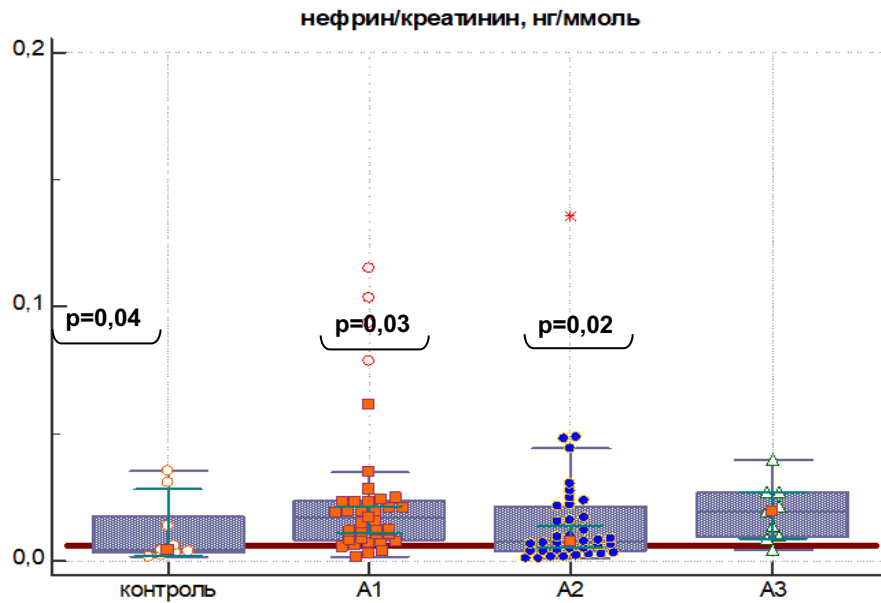 нефрин/креатинин, нг/ммоль
0,2
0,1
p=0,04
p=0,03
p=0,02
0,0
контроль
A1
A2
A3